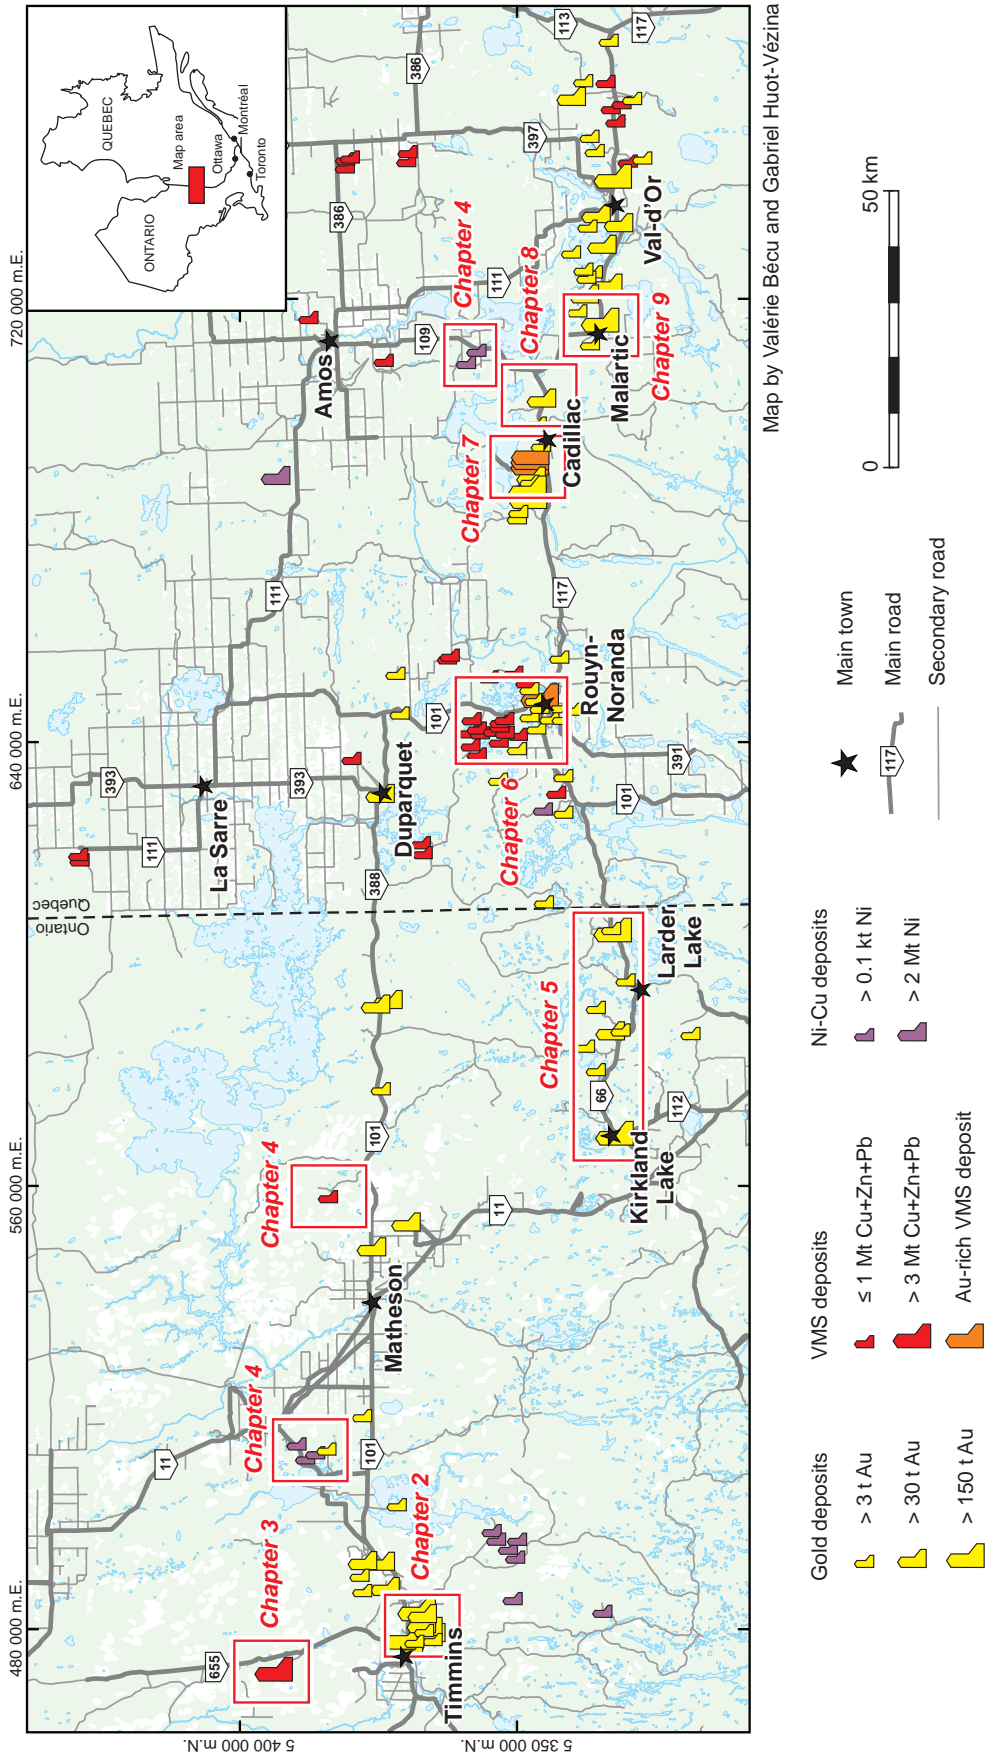 480 000 m.E.
560 000 m.E.
640 000 m.E.
720 000 m.E.
5 400 000 m.N.
5 350 000 m.N.
ONTARIO
QUEBEC
Map area
Ottawa
Montréal
Toronto
Ontario
Quebec
655
11
Chapter 3
Chapter 4
Chapter 4
111
393
La Sarre
393
111
Amos
386
386
Timmins
Chapter 2
101
Matheson
101
388
Duparquet
101
109
111
397
113
117
11
Chapter 5
66
Kirkland
Lake
112
Larder
Lake
Chapter 6
Rouyn-
Noranda
101
391
117
Chapter 7
Cadillac
Chapter 8
Chapter 4
Malartic
Chapter 9
Val-d'Or
Map by Valérie Bécu and Gabriel Huot-Vézina
Gold deposits
> 3 t Au
> 30 t Au
> 150 t Au
VMS deposits
≤ 1 Mt Cu+Zn+Pb
> 3 Mt Cu+Zn+Pb
Au-rich VMS deposit
Ni-Cu deposits
> 0.1 kt Ni
> 2 Mt Ni
Main town
117
Main road
Secondary road
0
50 km